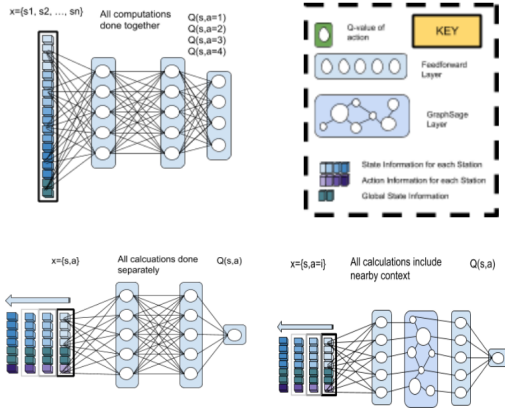 x={s1, s2, …, sn}
All computations
done together
Q(s,a=1)
Q(s,a=2)
Q(s,a=3)
Q(s,a=4)
Q-value of
action
KEY
Feedforward
Layer
GraphSage
Layer
State Information for each Station
Action Information for each Station
Global State Information
x={s,a}
All calcuations done
separately
Q(s,a)
x={s,a=i}
All calculations include
nearby context
Q(s,a)